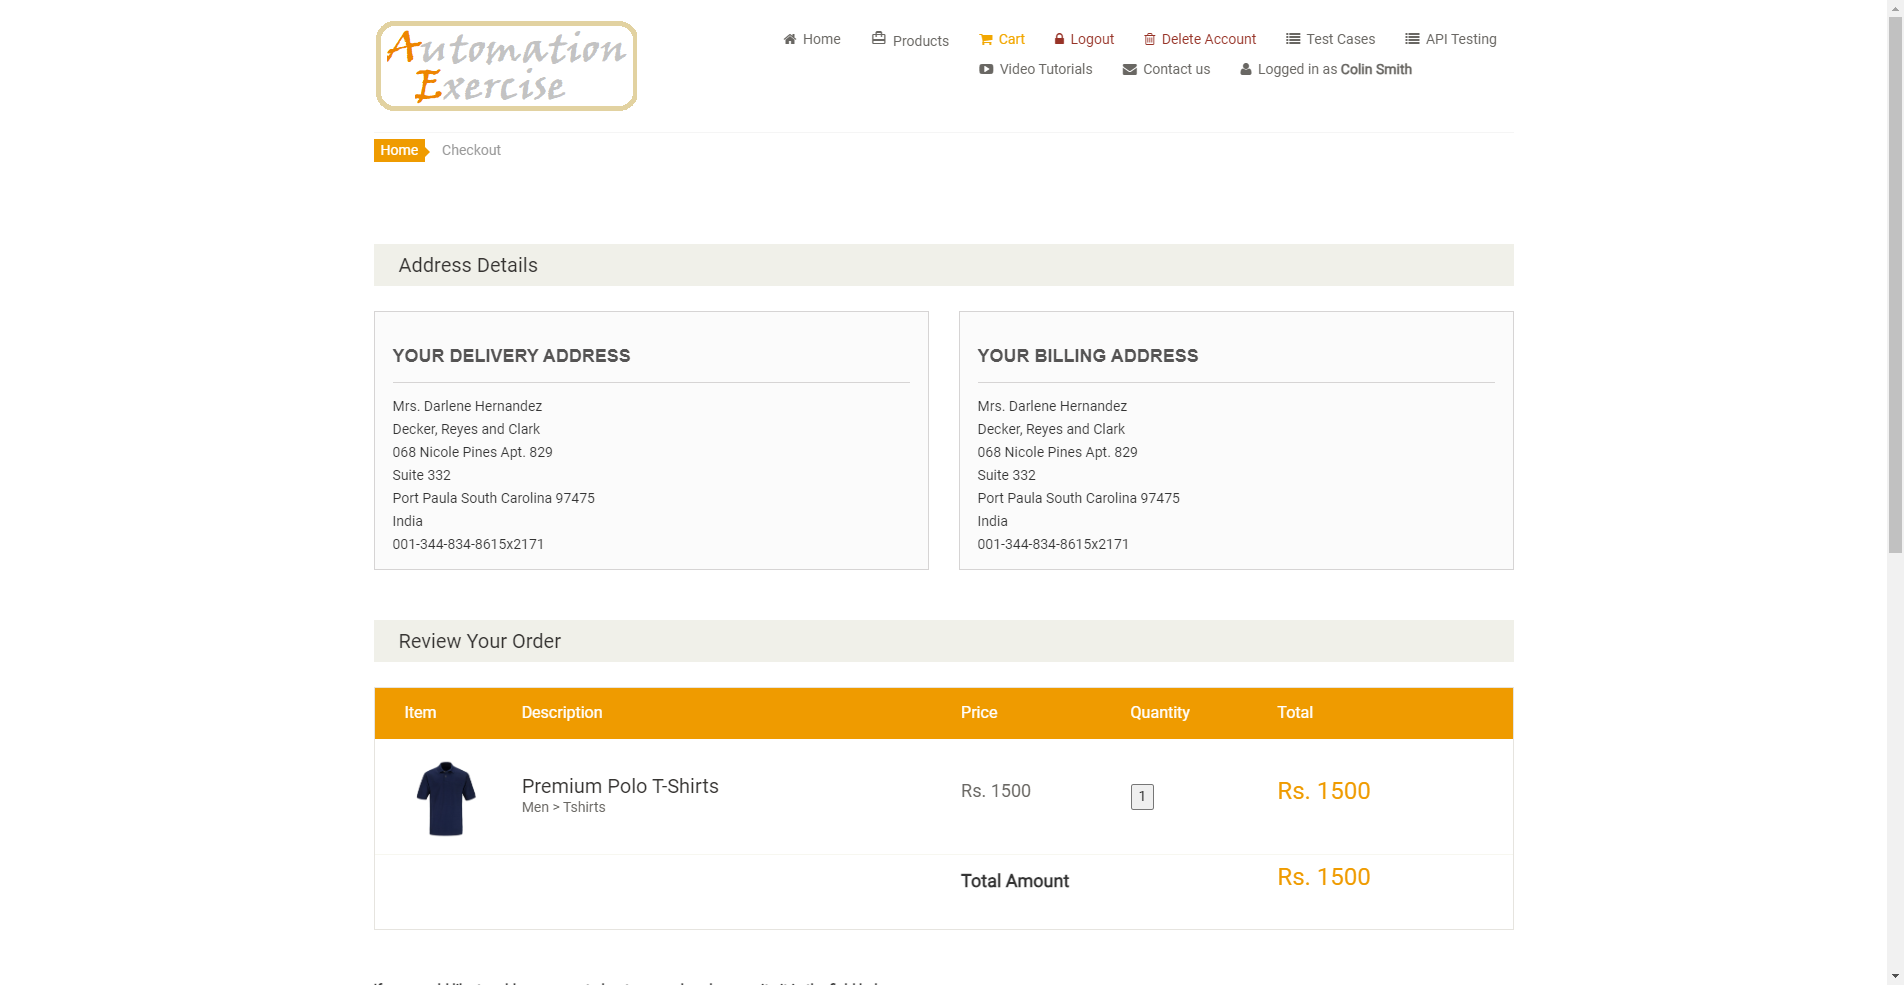 Automation
Exercise
Home
Products
Cart
Logout
Delete Account
Test Cases
API Testing
Video Tutorials
Contact us
Logged in as Colin Smith
Home
Checkout
Address Details
YOUR DELIVERY ADDRESS
Mrs. Darlene Hernandez
Decker, Reyes and Clark
068 Nicole Pines Apt. 829
Suite 332
Port Paula South Carolina 97475
India
001-344-834-8615x2171
YOUR BILLING ADDRESS
Mrs. Darlene Hernandez
Decker, Reyes and Clark
068 Nicole Pines Apt. 829
Suite 332
Port Paula South Carolina 97475
India
001-344-834-8615x2171
Review Your Order
Item Description Price Quantity Total
Premium Polo T-Shirts Rs. 1500 1 Rs. 1500
Men > Tshirts
Total Amount Rs. 1500